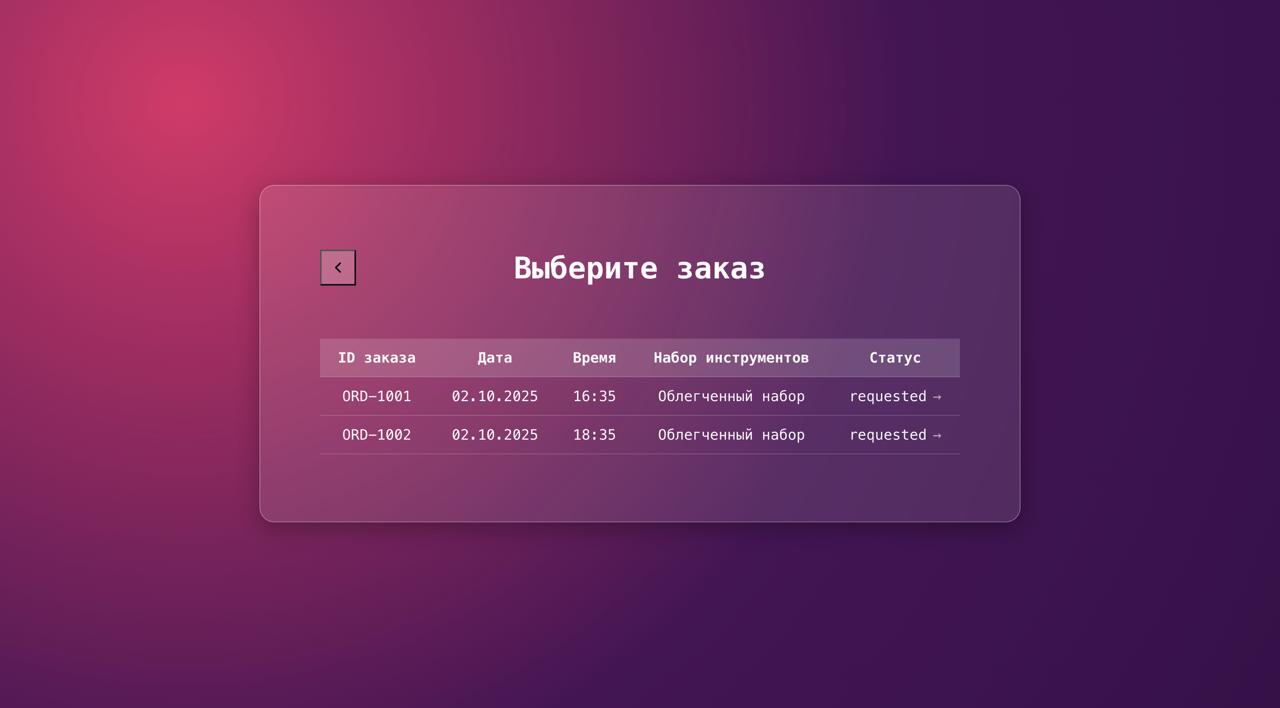 Выберите заказ
ID заказа Дата Время Набор инструментов Статус
ORD-1001 02.10.2025 16:35 Облегченный набор requested →
ORD-1002 02.10.2025 18:35 Облегченный набор requested →